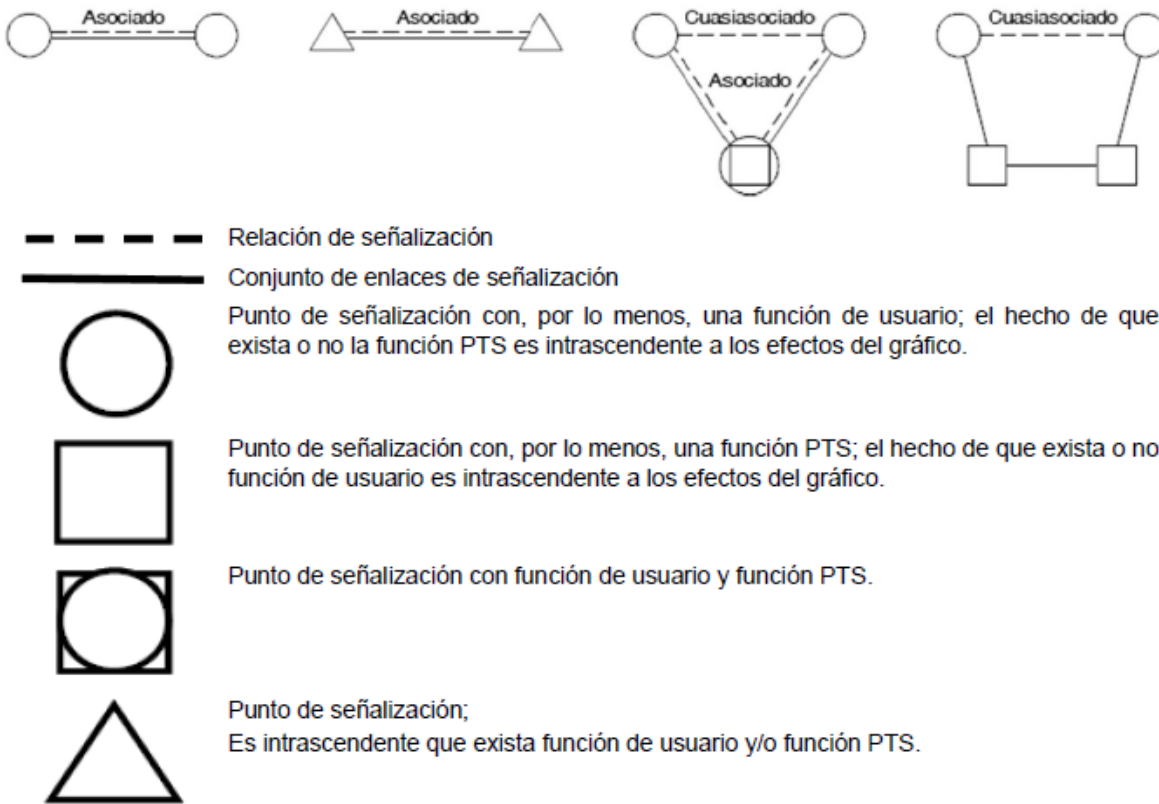 Asociado
Asociado
Cuasiasociado
Cuasiasociado
Asociado
Relación de señalización
Conjunto de enlaces de señalización
Punto de señalización con, por lo menos, una función de usuario; el hecho de que
exista o no la función PTS es intrascendente a los efectos del gráfico.
Punto de señalización con, por lo menos, una función PTS; el hecho de que exista o no
función de usuario es intrascendente a los efectos del gráfico.
Punto de señalización con función de usuario y función PTS.
Punto de señalización;
Es intrascendente que exista función de usuario y/o función PTS.